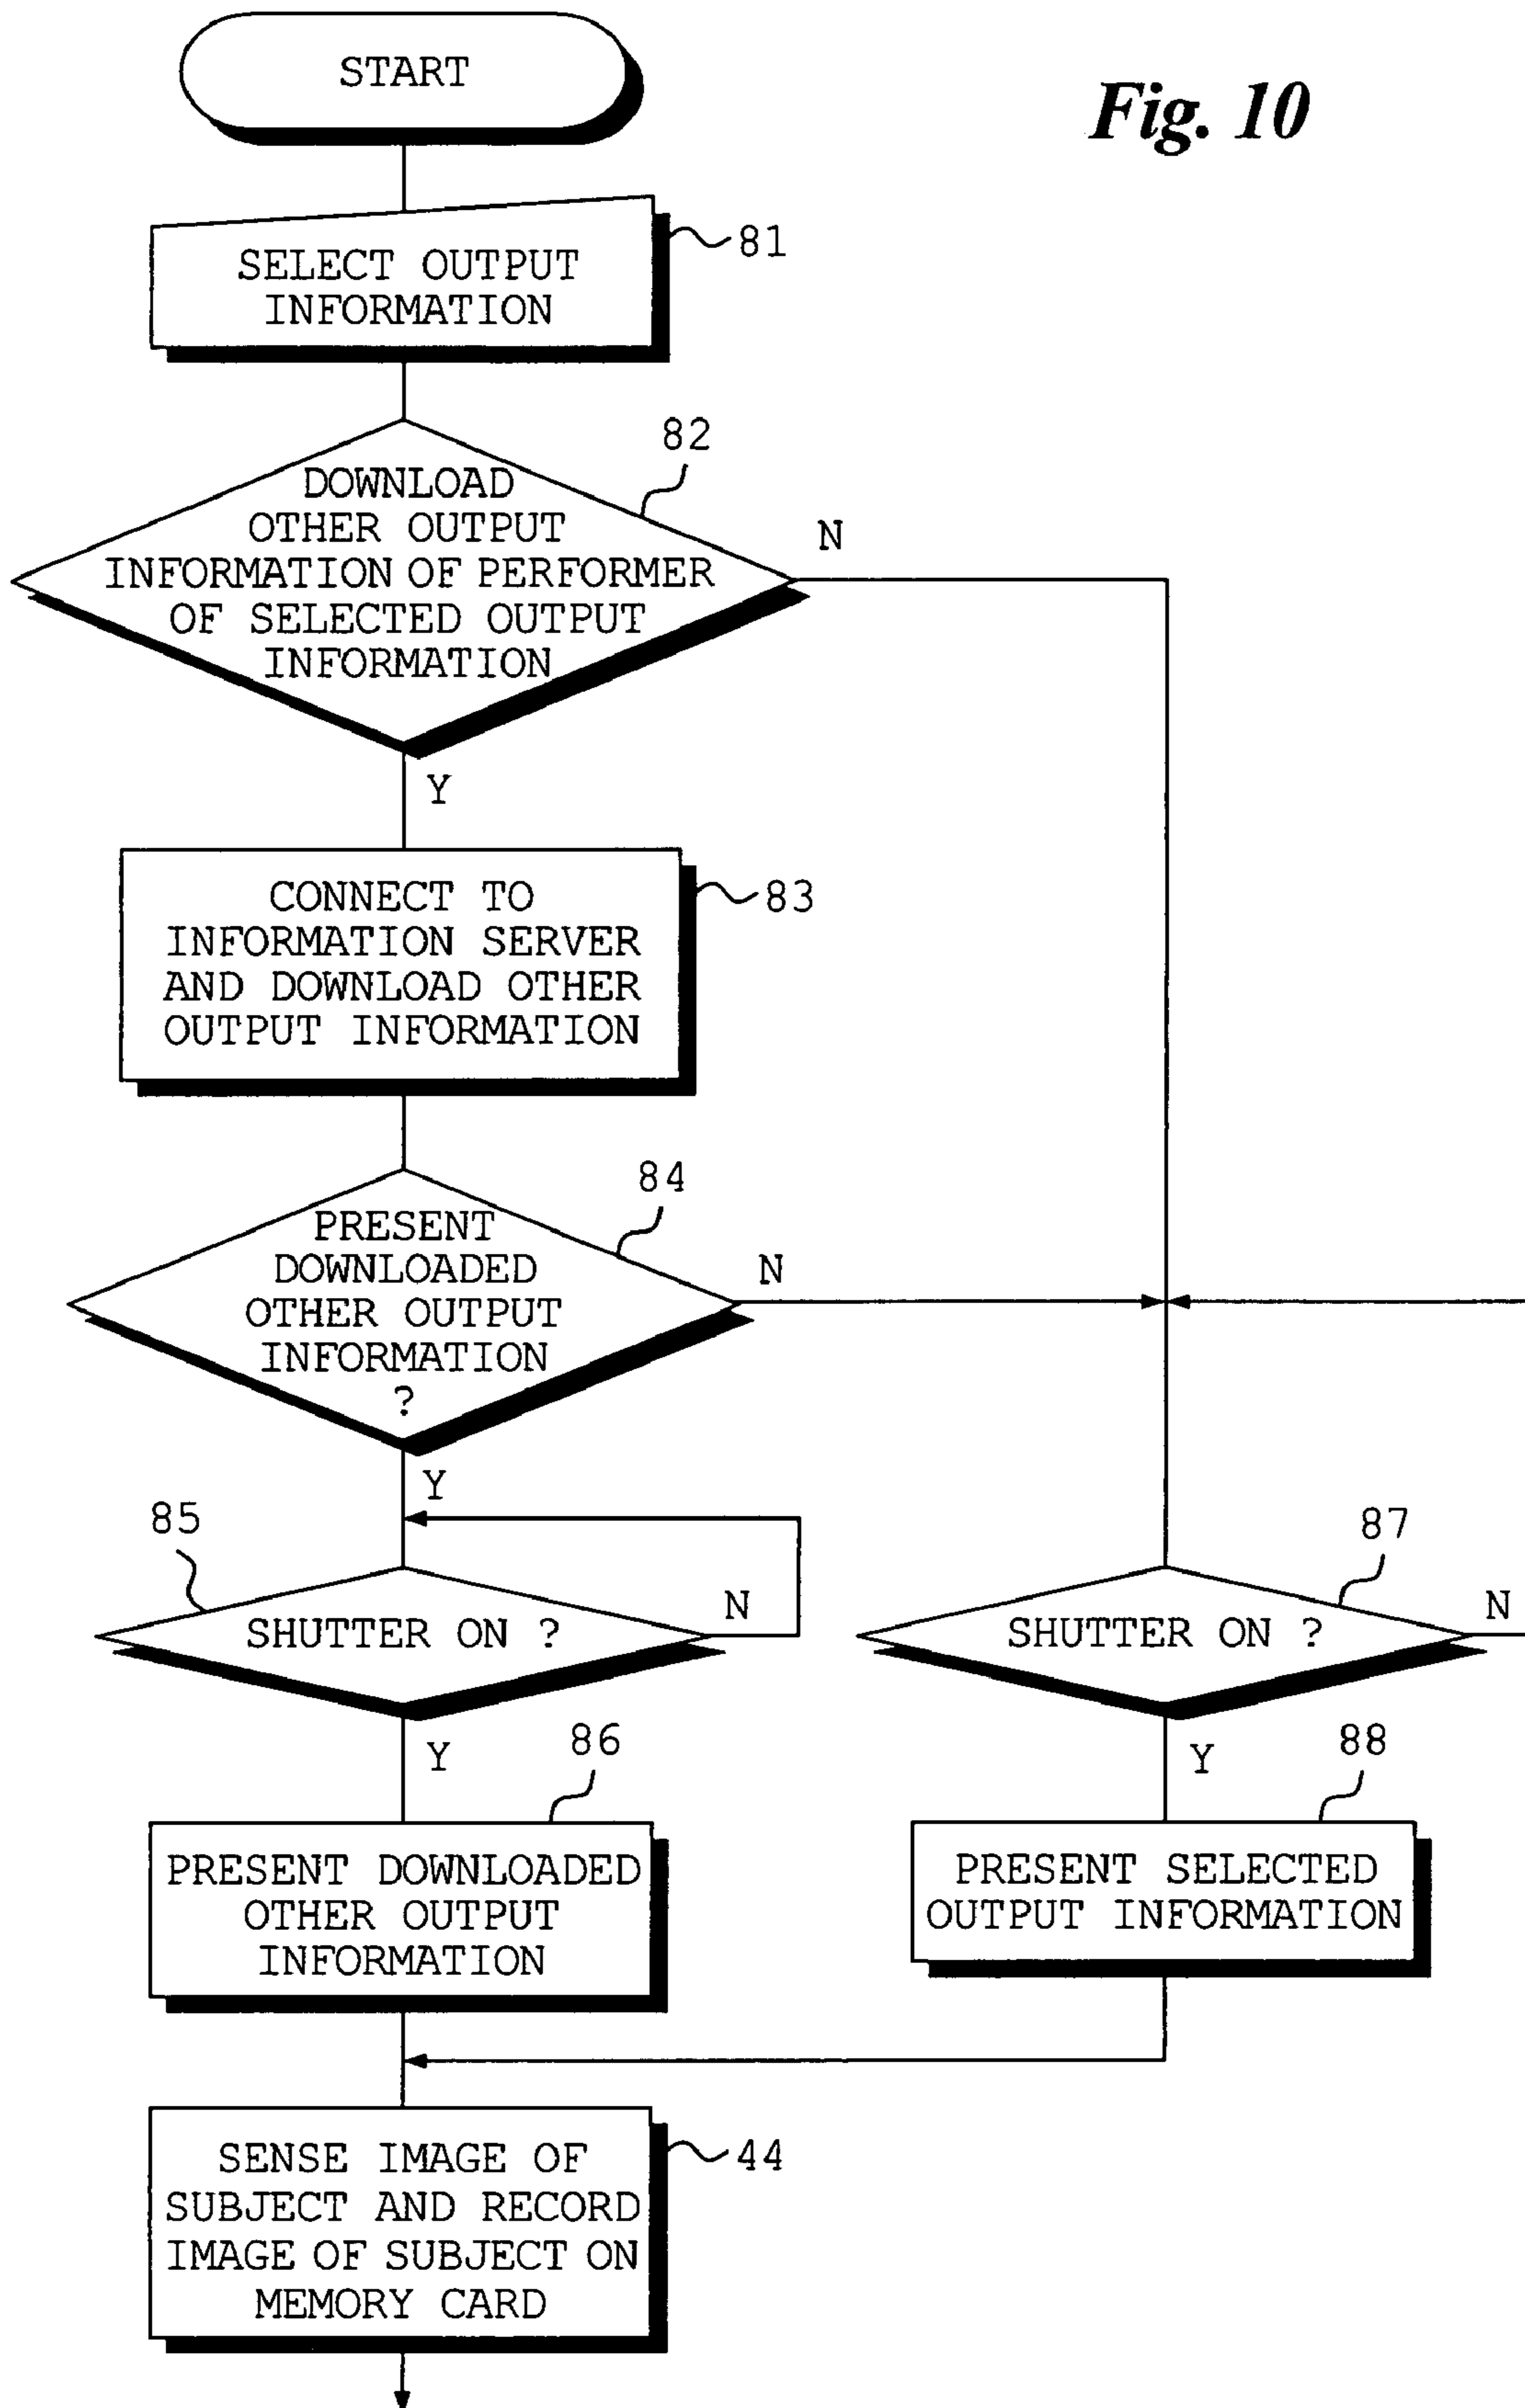 START
Fig. 10
SELECT OUTPUT
INFORMATION
81
82
DOWNLOAD
OTHER OUTPUT
INFORMATION OF PERFORMER
OF SELECTED OUTPUT
INFORMATION
N
Y
CONNECT TO
INFORMATION SERVER
AND DOWNLOAD OTHER
OUTPUT INFORMATION
83
84
PRESENT
DOWNLOADED
OTHER OUTPUT
INFORMATION
?
N
Y
85
SHUTTER ON ?
N
87
SHUTTER ON ?
N
Y
86
Y
88
PRESENT DOWNLOADED
OTHER OUTPUT
INFORMATION
PRESENT SELECTED
OUTPUT INFORMATION
SENSE IMAGE OF
SUBJECT AND RECORD
IMAGE OF SUBJECT ON
MEMORY CARD
44